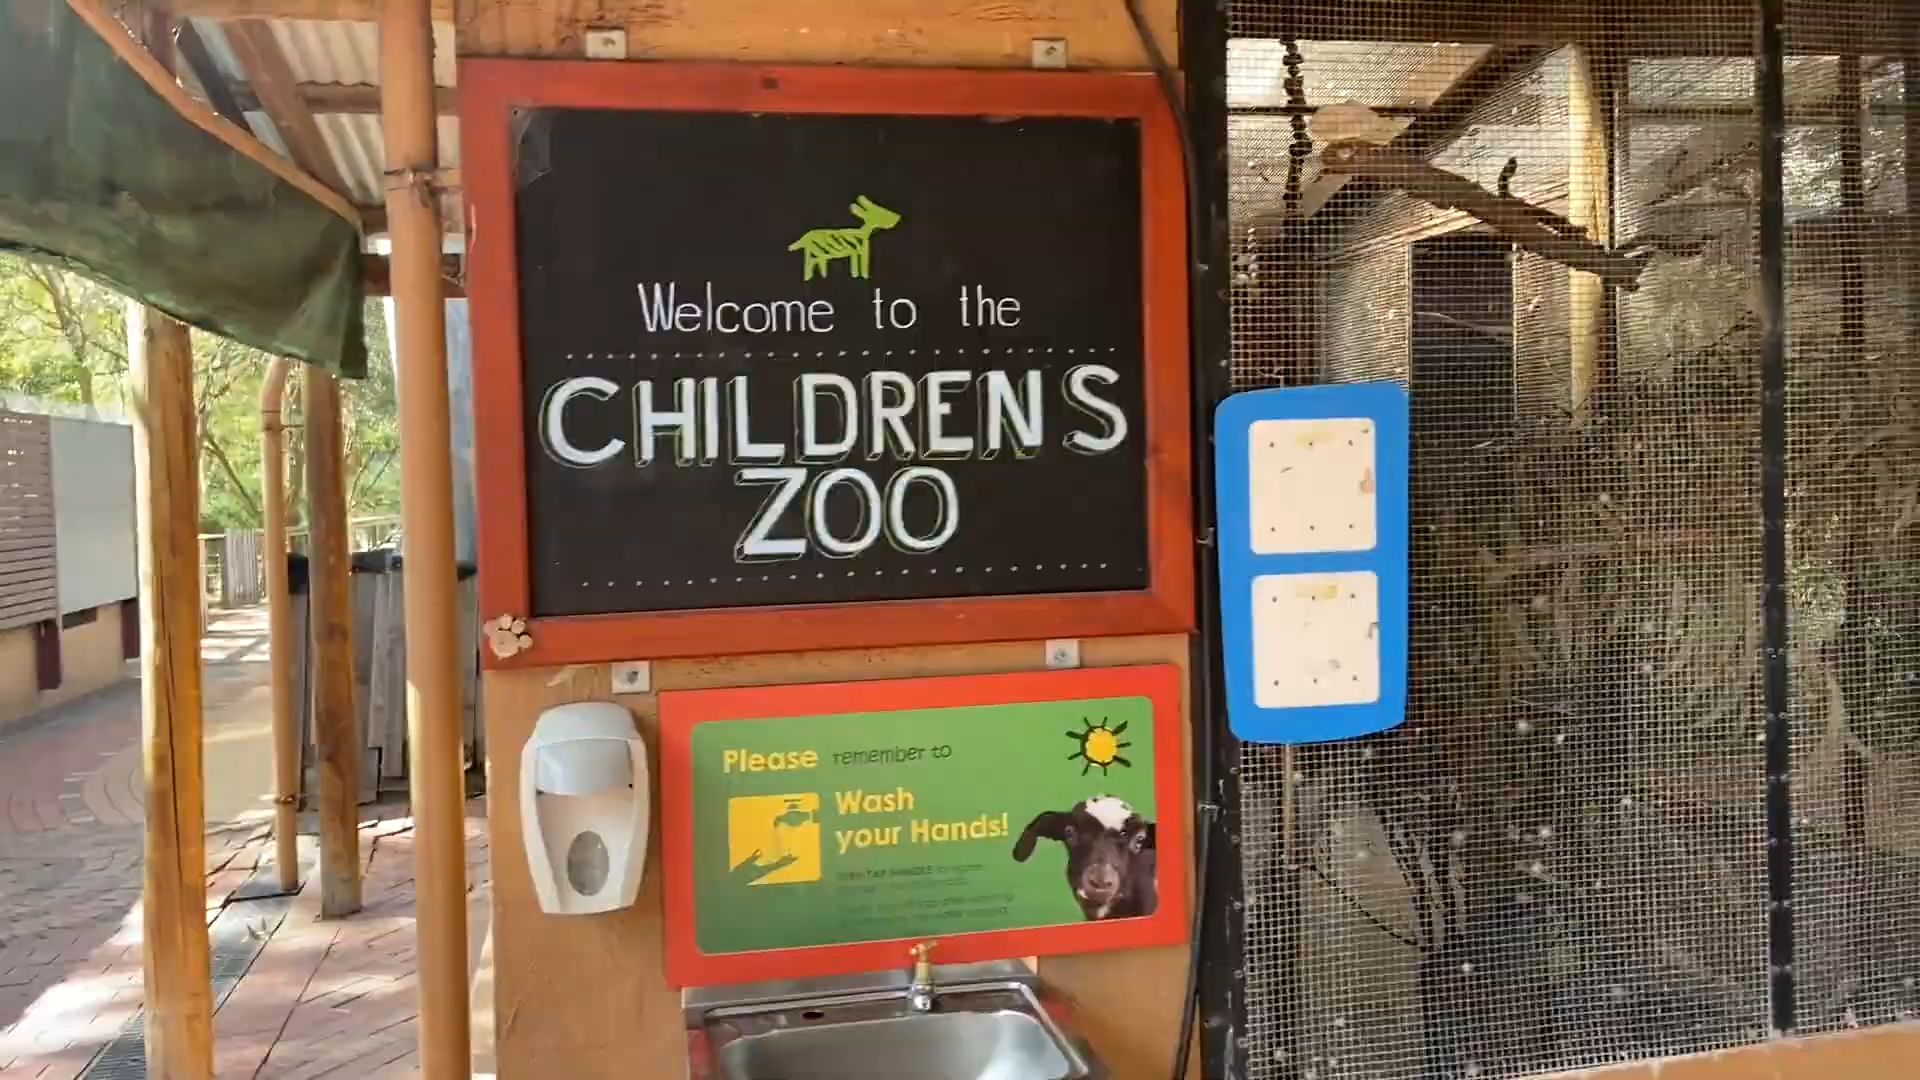 Welcome to the
CHILDRENS
ZOO
Please remember to
Wash
your Hands!